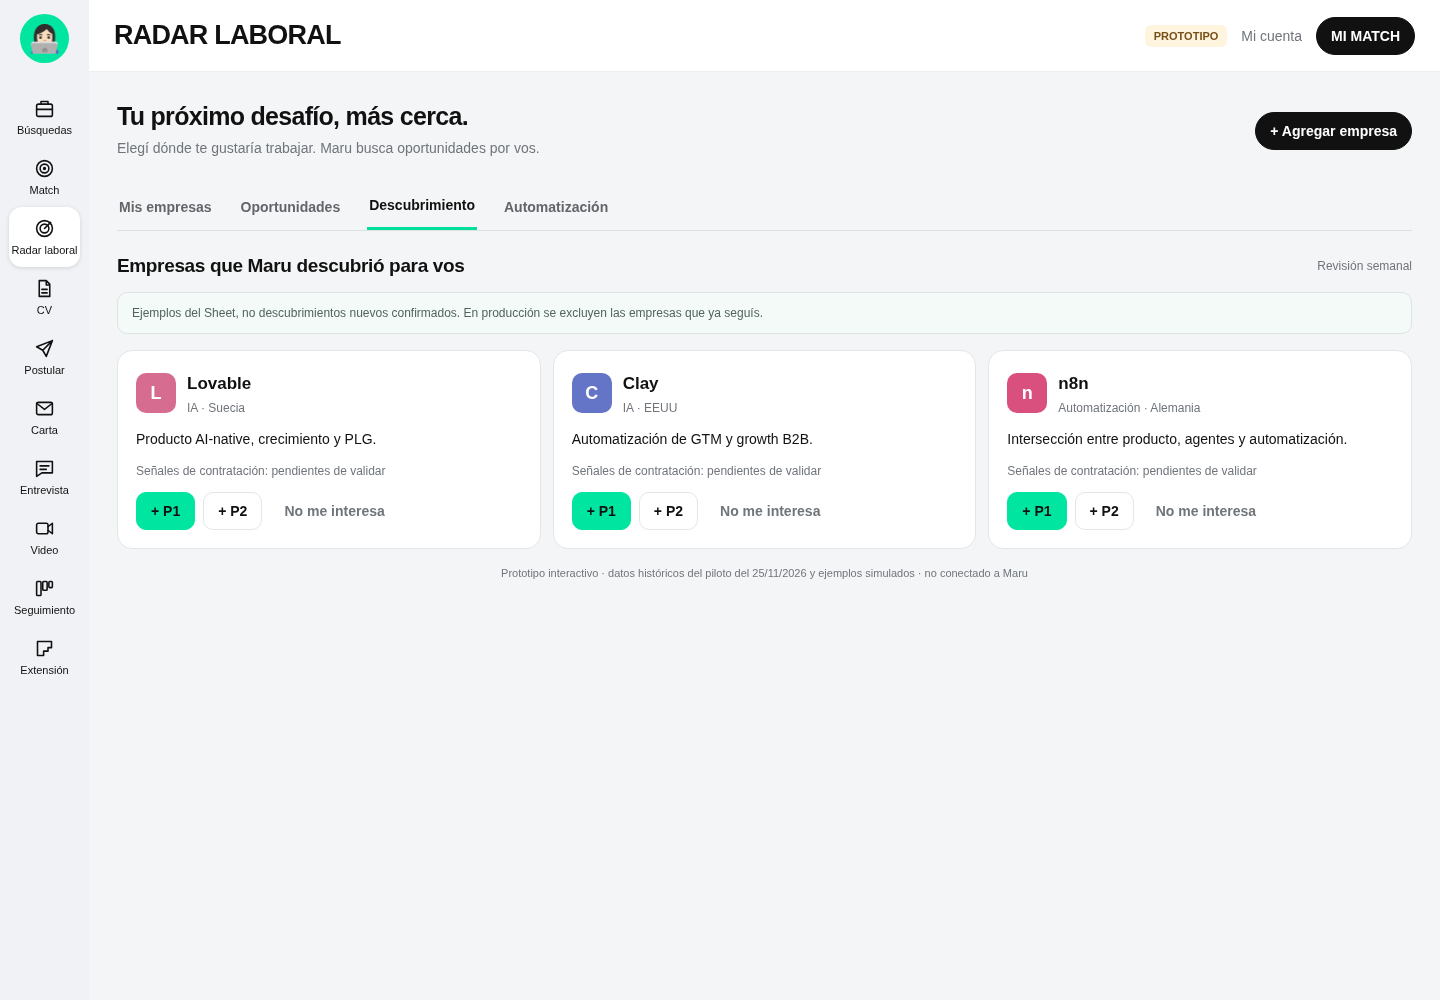 RADAR LABORAL
PROTOTIPO
Mi cuenta
MI MATCH
Búsquedas
Match
Radar laboral
CV
Postular
Carta
Entrevista
Video
Seguimiento
Extensión
Tu próximo desafío, más cerca.
Elegí dónde te gustaría trabajar. Maru busca oportunidades por vos.
+ Agregar empresa
Mis empresas
Oportunidades
Descubrimiento
Automatización
Empresas que Maru descubrió para vos
Revisión semanal
Ejemplos del Sheet, no descubrimientos nuevos confirmados. En producción se excluyen las empresas que ya seguís.
L
Lovable
IA · Suecia
Producto AI-native, crecimiento y PLG.
Señales de contratación: pendientes de validar
+ P1
+ P2
No me interesa
C
Clay
IA · EEUU
Automatización de GTM y growth B2B.
Señales de contratación: pendientes de validar
+ P1
+ P2
No me interesa
n
n8n
Automatización · Alemania
Intersección entre producto, agentes y automatización.
Señales de contratación: pendientes de validar
+ P1
+ P2
No me interesa
Prototipo interactivo · datos históricos del piloto del 25/11/2026 y ejemplos simulados · no conectado a Maru